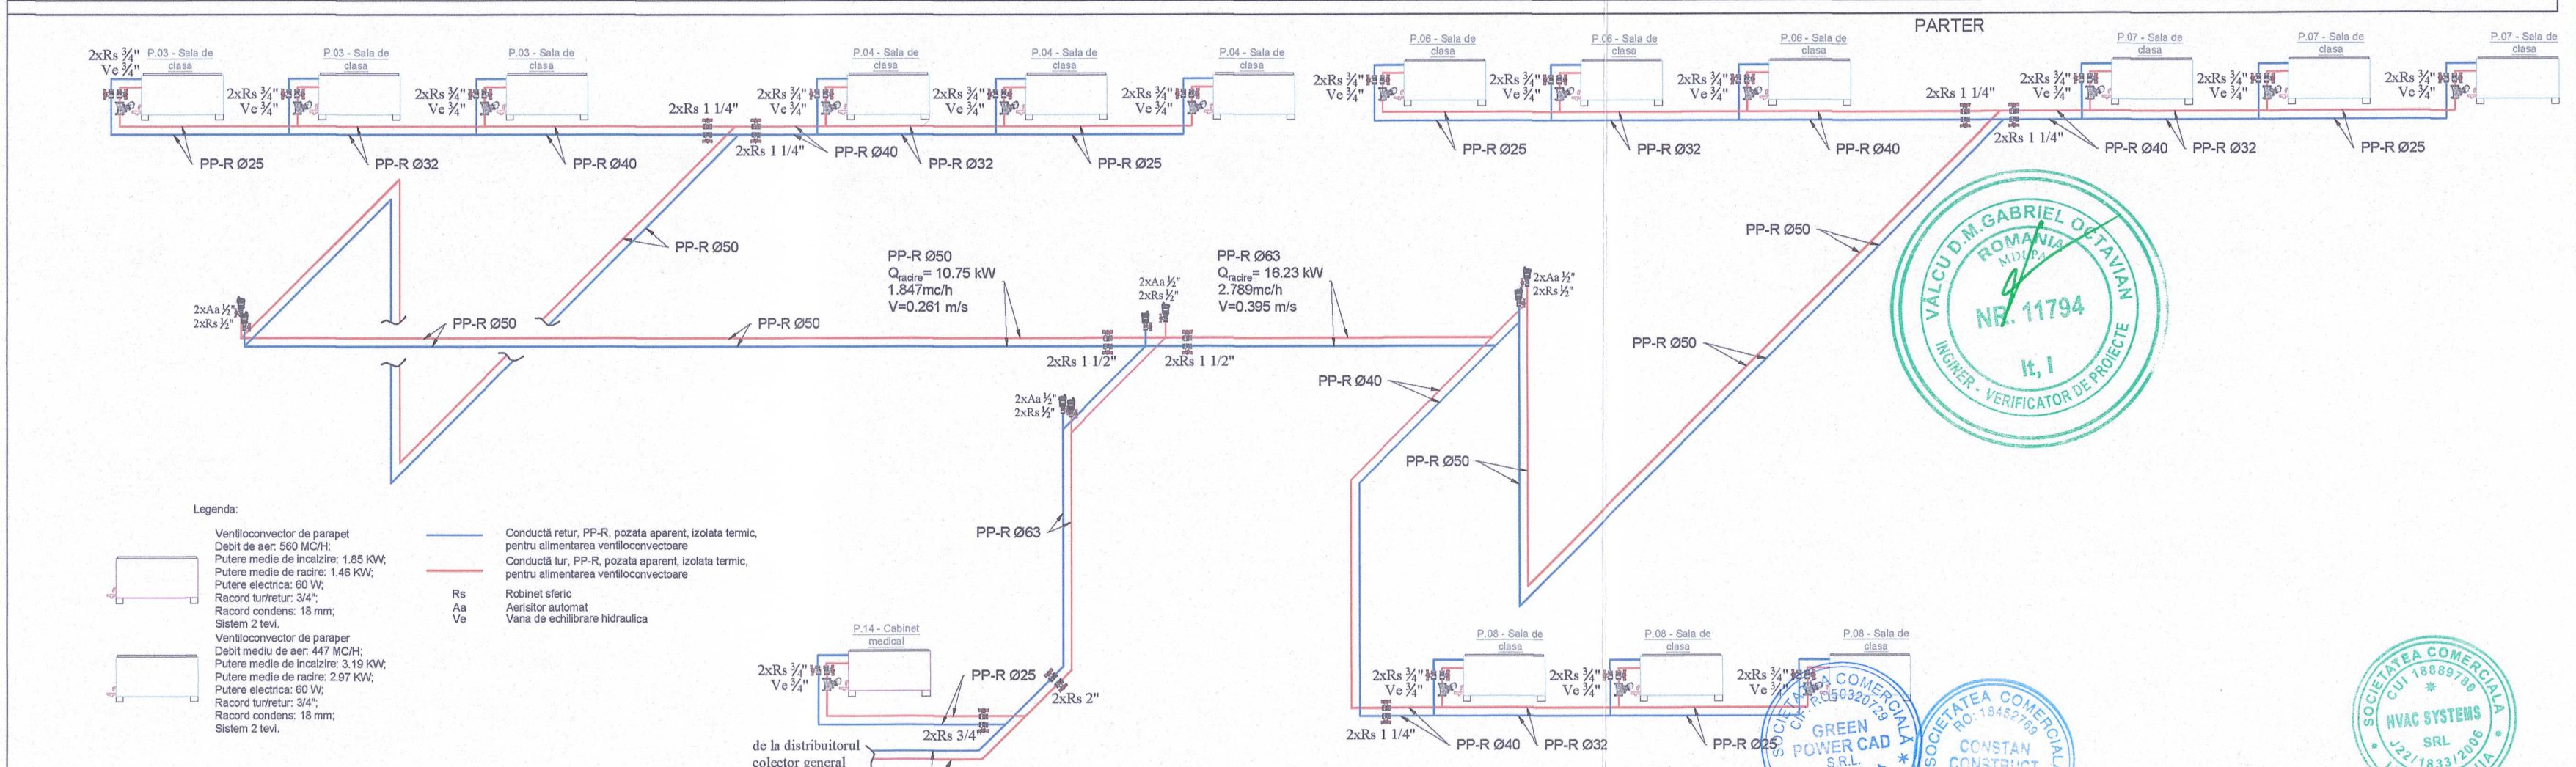 PARTER
P.03 - Sala de
clasa
P.03 - Sala de
clasa
P.03 - Sala de
clasa
P.04 - Sala de
clasa
P.04 - Sala de
clasa
P.04 - Sala de
clasa
P.06 - Sala de
clasa
P.06 - Sala de
clasa
P.06 - Sala de
clasa
P.07 - Sala de
clasa
P.07 - Sala de
clasa
P.07 - Sala de
clasa
2xRs ¾"
Ve ¾"
2xRs ¾"
Ve ¾"
2xRs ¾"
Ve ¾"
2xRs 1 1/4"
2xRs ¾"
Ve ¾"
2xRs ¾"
Ve ¾"
2xRs ¾"
Ve ¾"
2xRs ¾"
Ve ¾"
2xRs ¾"
Ve ¾"
2xRs ¾"
Ve ¾"
2xRs 1 1/4"
2xRs ¾"
Ve ¾"
2xRs ¾"
Ve ¾"
2xRs ¾"
Ve ¾"
PP-R Ø25
PP-R Ø32
PP-R Ø40
2xRs 1 1/4"
PP-R Ø40
PP-R Ø32
PP-R Ø25
PP-R Ø25
PP-R Ø32
PP-R Ø40
2xRs 1 1/4"
PP-R Ø40
PP-R Ø32
PP-R Ø25
PP-R Ø50
PP-R Ø50
Qracire= 10.75 kW
1.847mc/h
V=0.261 m/s
PP-R Ø63
Qracire= 16.23 kW
2.789mc/h
V=0.395 m/s
2xAa ½"
2xRs ½"
2xAa ½"
2xRs ½"
2xAa ½"
2xRs ½"
PP-R Ø50
PP-R Ø50
PP-R Ø50
PP-R Ø50
2xRs 1 1/2"
2xRs 1 1/2"
PP-R Ø40
2xAa ½"
2xRs ½"
PP-R Ø50
PP-R Ø63
VÂLCU D.M.GABRIEL OCTAVIAN
ROMANIA
MDLPA
NR. 11794
It, I
INGINER - VERIFICATOR DE PROIECTE
Legenda:
Ventiloconvector de parapet
Debit de aer: 560 MC/H;
Putere medie de incalzire: 1.85 KW;
Putere medie de racire: 1.46 KW;
Putere electrica: 60 W;
Racord tur/retur: 3/4";
Racord condens: 18 mm;
Sistem 2 tevi.
Ventiloconvector de paraper
Debit mediu de aer: 447 MC/H;
Putere medie de incalzire: 3.19 KW;
Putere medie de racire: 2.97 KW;
Putere electrica: 60 W;
Racord tur/retur: 3/4";
Racord condens: 18 mm;
Sistem 2 tevi.
Conductă retur, PP-R, pozata aparent, izolata termic,
pentru alimentarea ventiloconvectoare
Conductă tur, PP-R, pozata aparent, izolata termic,
pentru alimentarea ventiloconvectoare
Rs Robinet sferic
Aa Aerisitor automat
Ve Vana de echilibrare hidraulica
P.14 - Cabinet
medical
2xRs ¾"
Ve ¾"
PP-R Ø25
2xRs 2"
2xRs 3/4"
de la distribuitorul
colector general
P.08 - Sala de
clasa
P.08 - Sala de
clasa
P.08 - Sala de
clasa
2xRs ¾"
Ve ¾"
2xRs ¾"
Ve ¾"
2xRs ¾"
Ve ¾"
2xRs 1 1/4"
PP-R Ø40
PP-R Ø32
PP-R Ø25
SOCIETATEA COMERCIALĂ
GREEN
POWER CAD
S.R.L.
SOCIETATEA COMERCIALĂ
RO: 18452769
CONSTAN
CONSTRUCT
SOCIETATEA COMERCIALA
CUI 18889780
HVAC SYSTEMS
SRL
J22/1833/2006